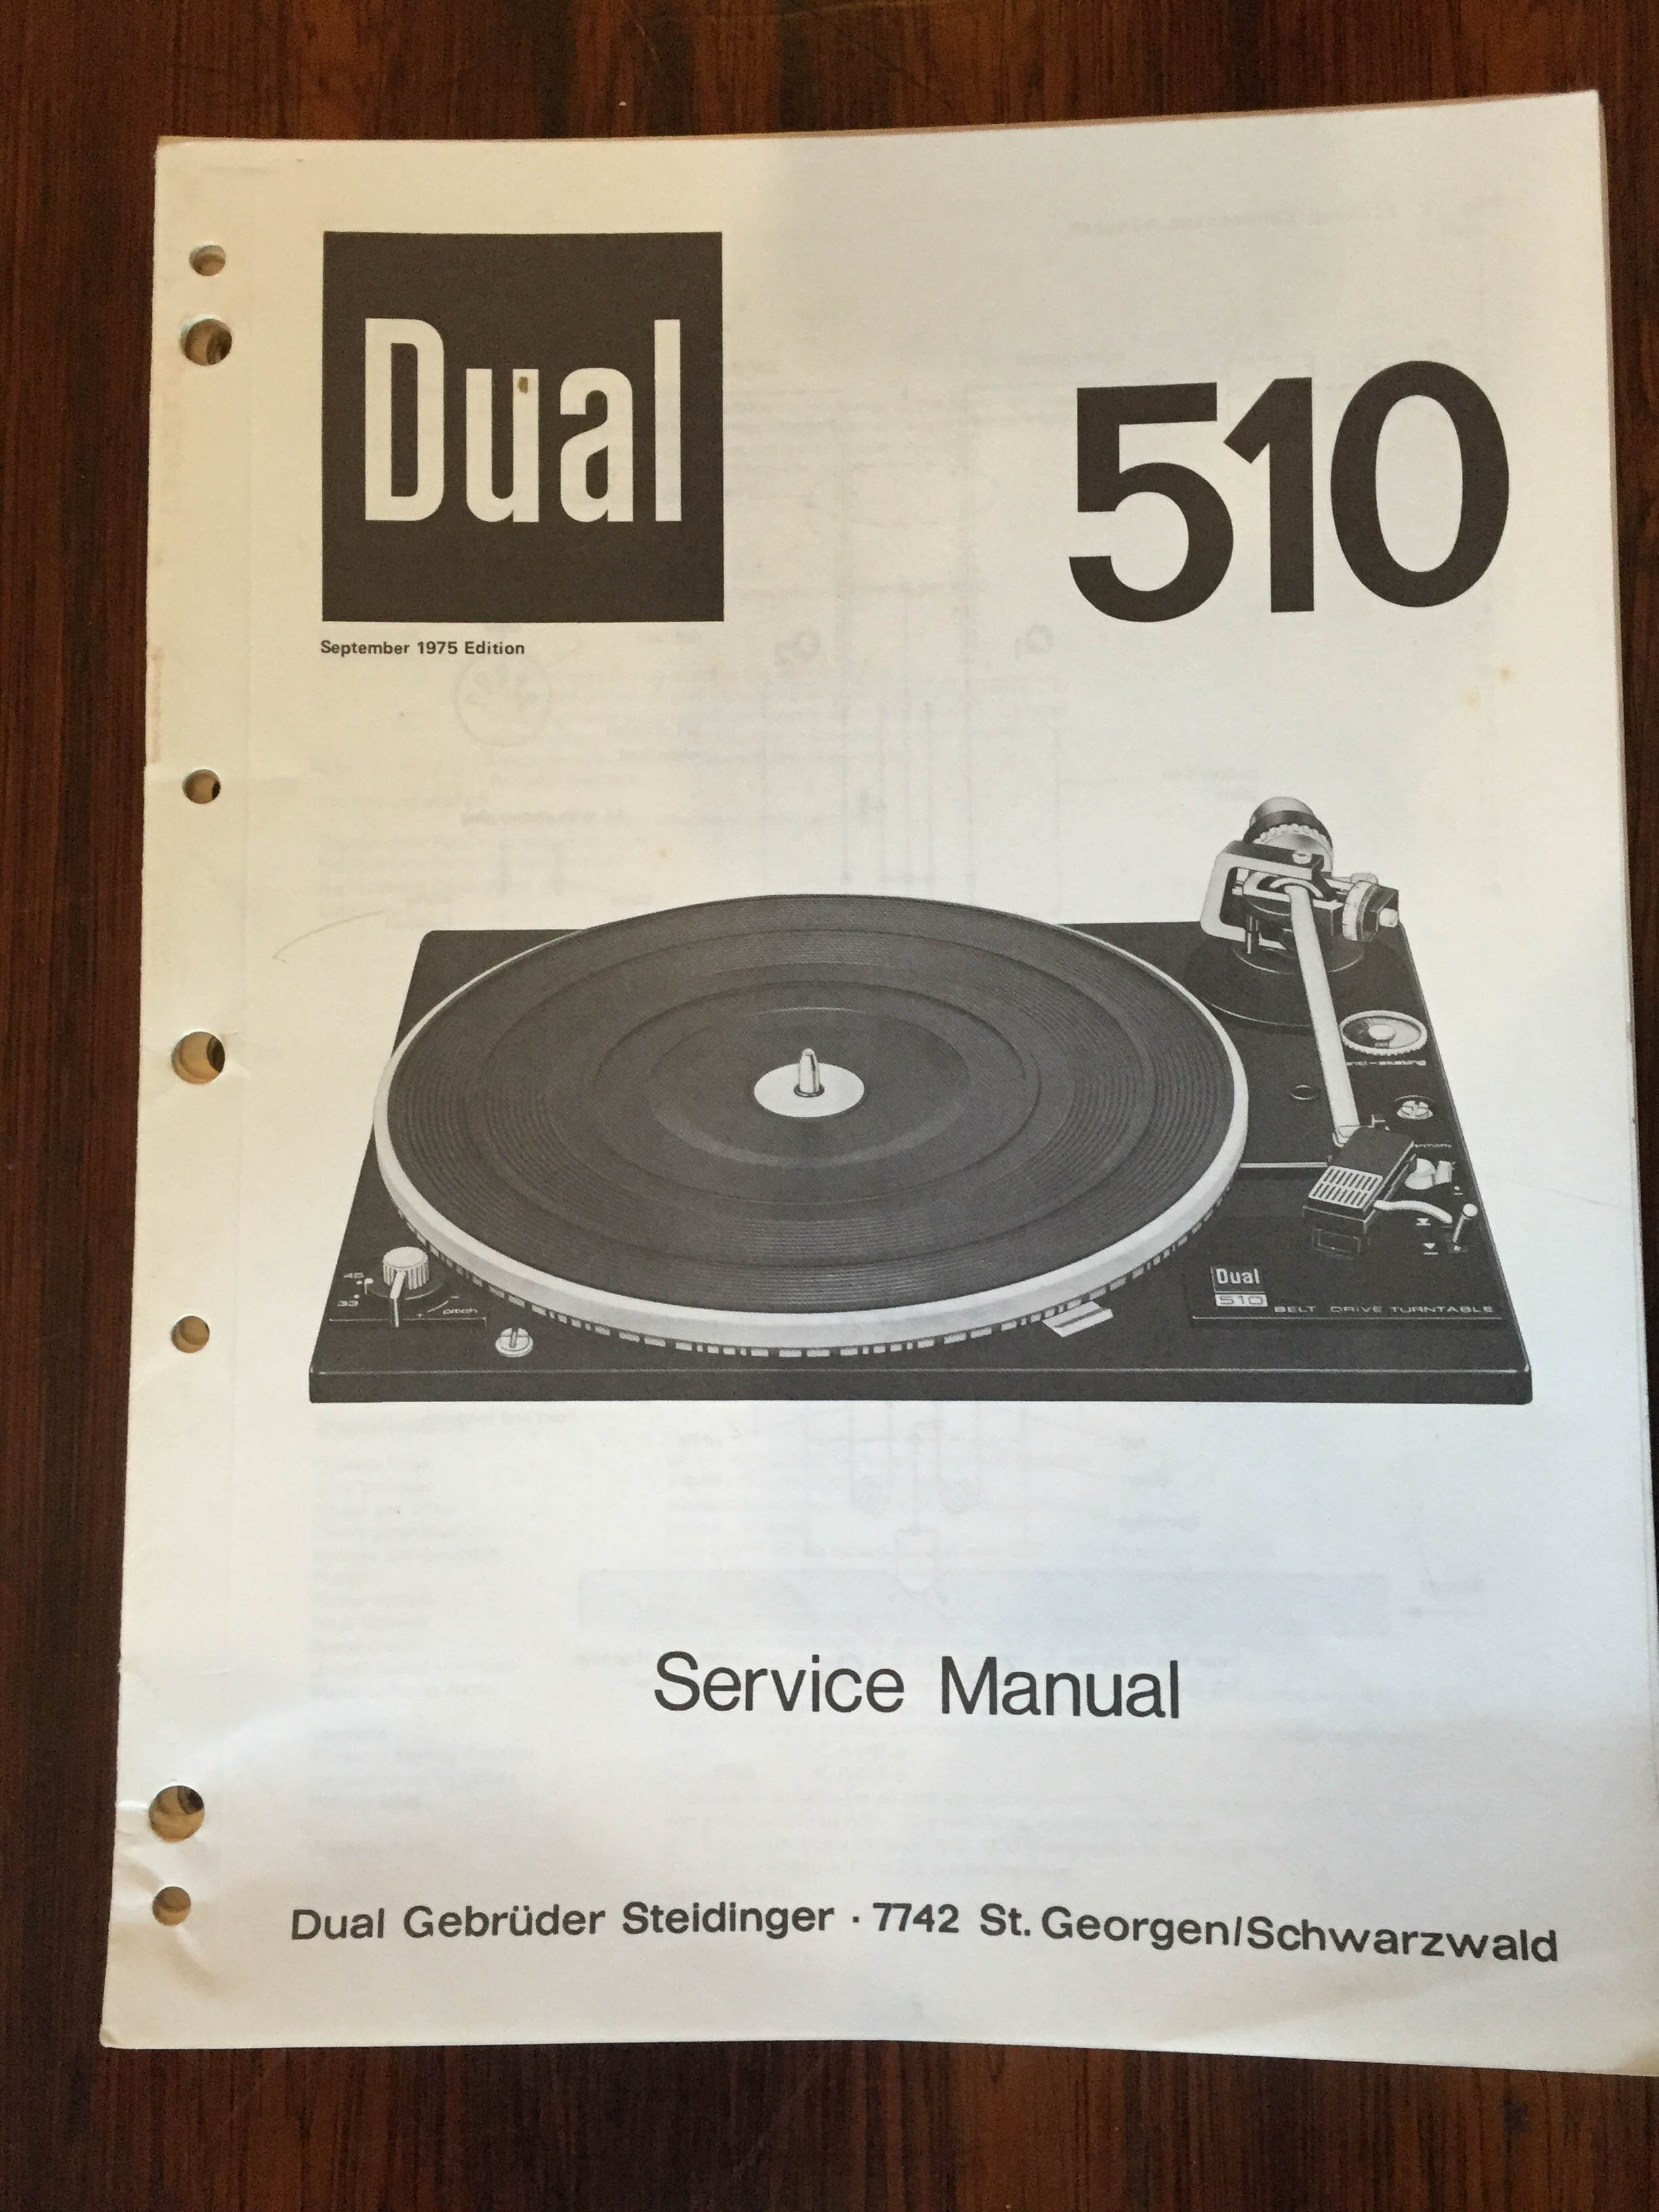 Dual
510
September 1975 Edition
anti-skating
45
33
pitch
Dual
510 BELT DRIVE TURNTABLE
Service Manual
Dual Gebrüder Steidinger · 7742 St. Georgen/Schwarzwald